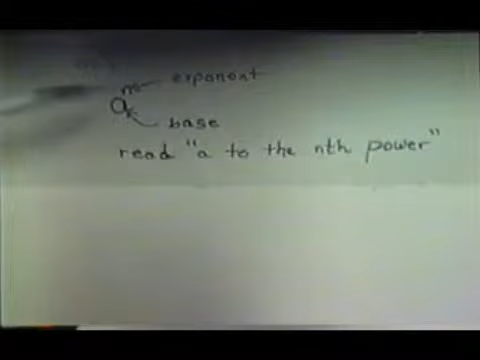 n exponent
a
base
read "a to the nth power"